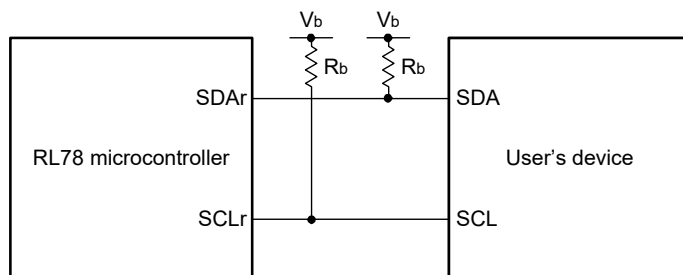 Vb Vb
Rb Rb
SDAr SDA
RL78 microcontroller User’s device
SCLr SCL